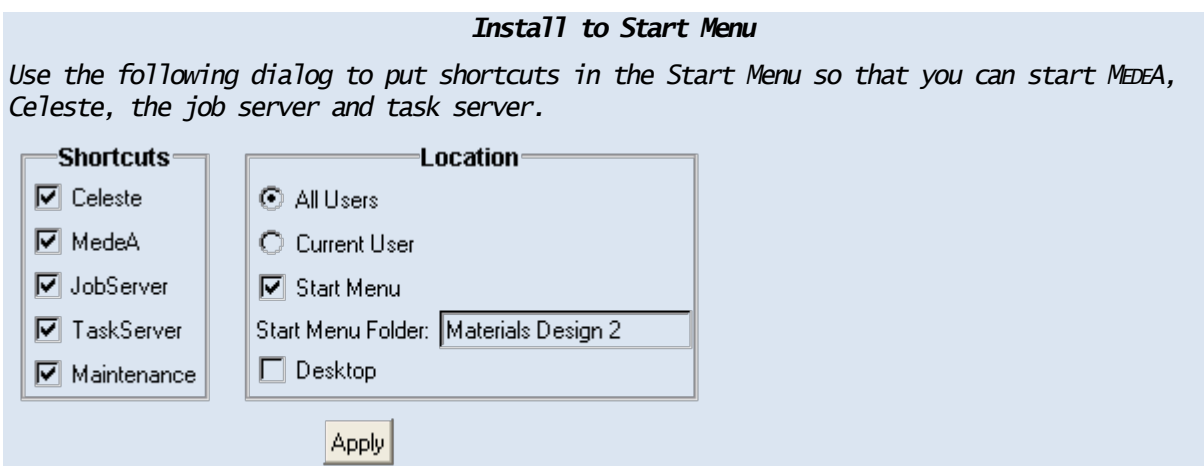 Install to Start Menu
Use the following dialog to put shortcuts in the Start Menu so that you can start MEDEA,
Celeste, the job server and task server.
Shortcuts
Celeste
MedeA
JobServer
TaskServer
Maintenance
Location
All Users
Current User
Start Menu
Start Menu Folder: Materials Design 2
Desktop
Apply